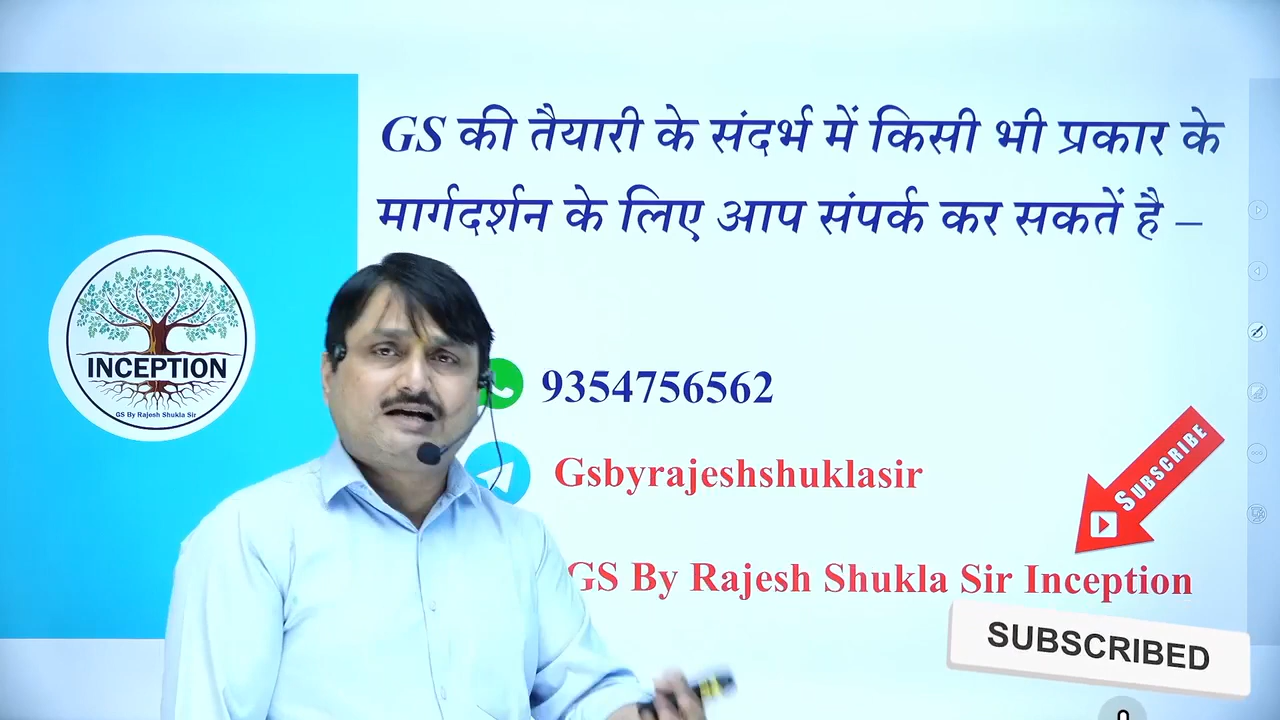 GS की तैयारी के संदर्भ में किसी भी प्रकार के
मार्गदर्शन के लिए आप संपर्क कर सकतें है –
INCEPTION
GS By Rajesh Shukla Sir
9354756562
Gsbyrajeshshuklasir
GS By Rajesh Shukla Sir Inception
SUBSCRIBE
SUBSCRIBED